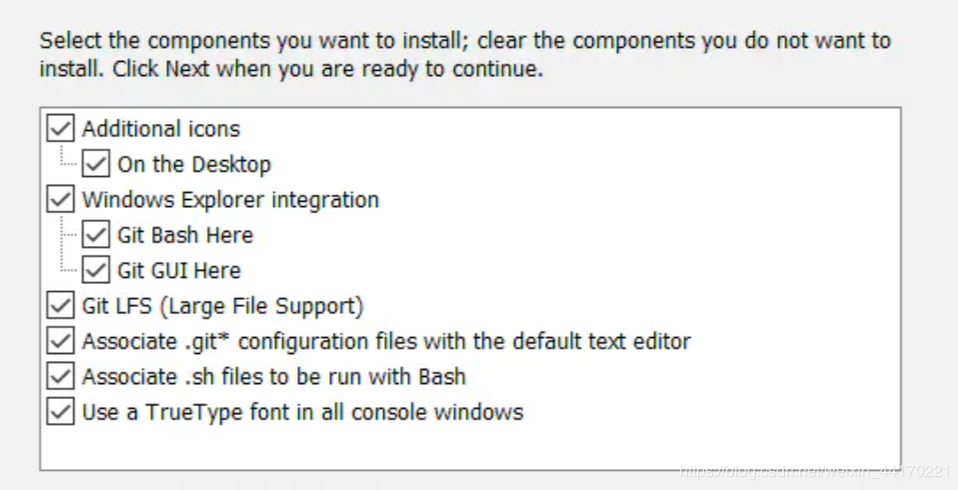 Select the components you want to install; clear the components you do not want to
install. Click Next when you are ready to continue.
Additional icons
On the Desktop
Windows Explorer integration
Git Bash Here
Git GUI Here
Git LFS (Large File Support)
Associate .git* configuration files with the default text editor
Associate .sh files to be run with Bash
Use a TrueType font in all console windows
https://blog.csdn.net/weixin_44170221